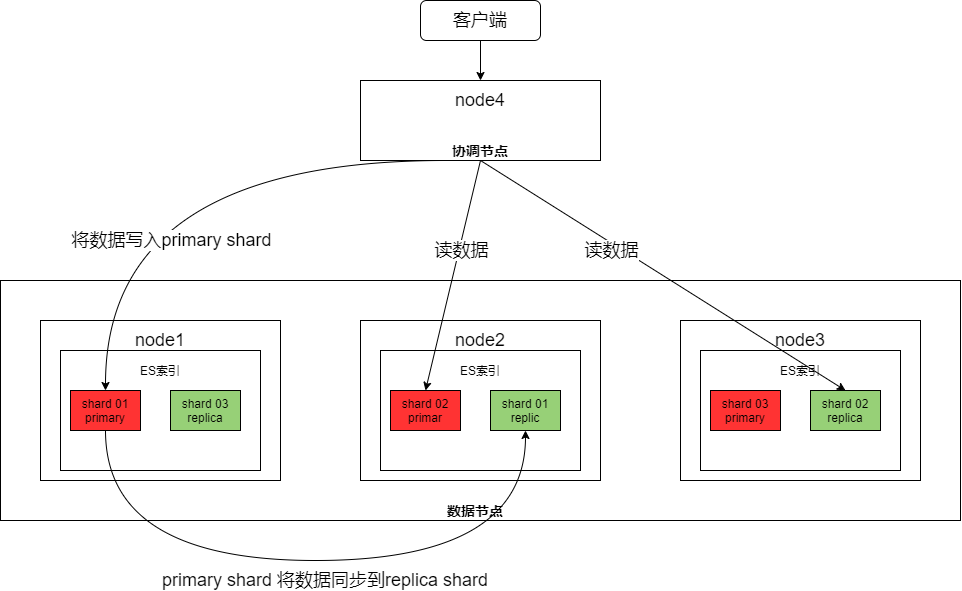 客户端
node4
协调节点
将数据写入primary shard
读数据
读数据
node1
ES索引
shard 01
primary
shard 03
replica
node2
ES索引
shard 02
primar
shard 01
replic
node3
ES索引
shard 03
primary
shard 02
replica
数据节点
primary shard 将数据同步到replica shard